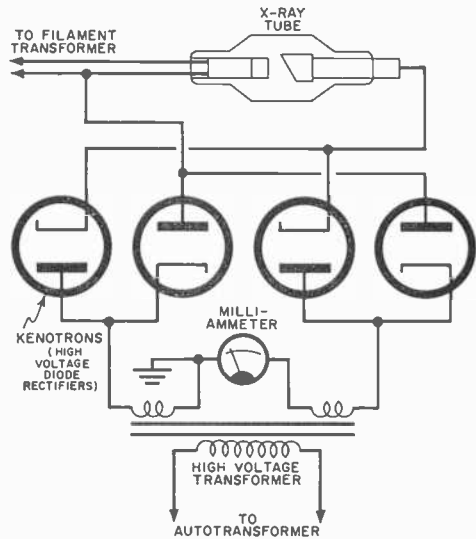 X-RAY
TUBE
TO FILAMENT
TRANSFORMER
KENOTRONS
(HIGH
VOLTAGE
DIODE
RECTIFIERS)
MILLI-
AMMETER
HIGH VOLTAGE
TRANSFORMER
TO
AUTOTRANSFORMER